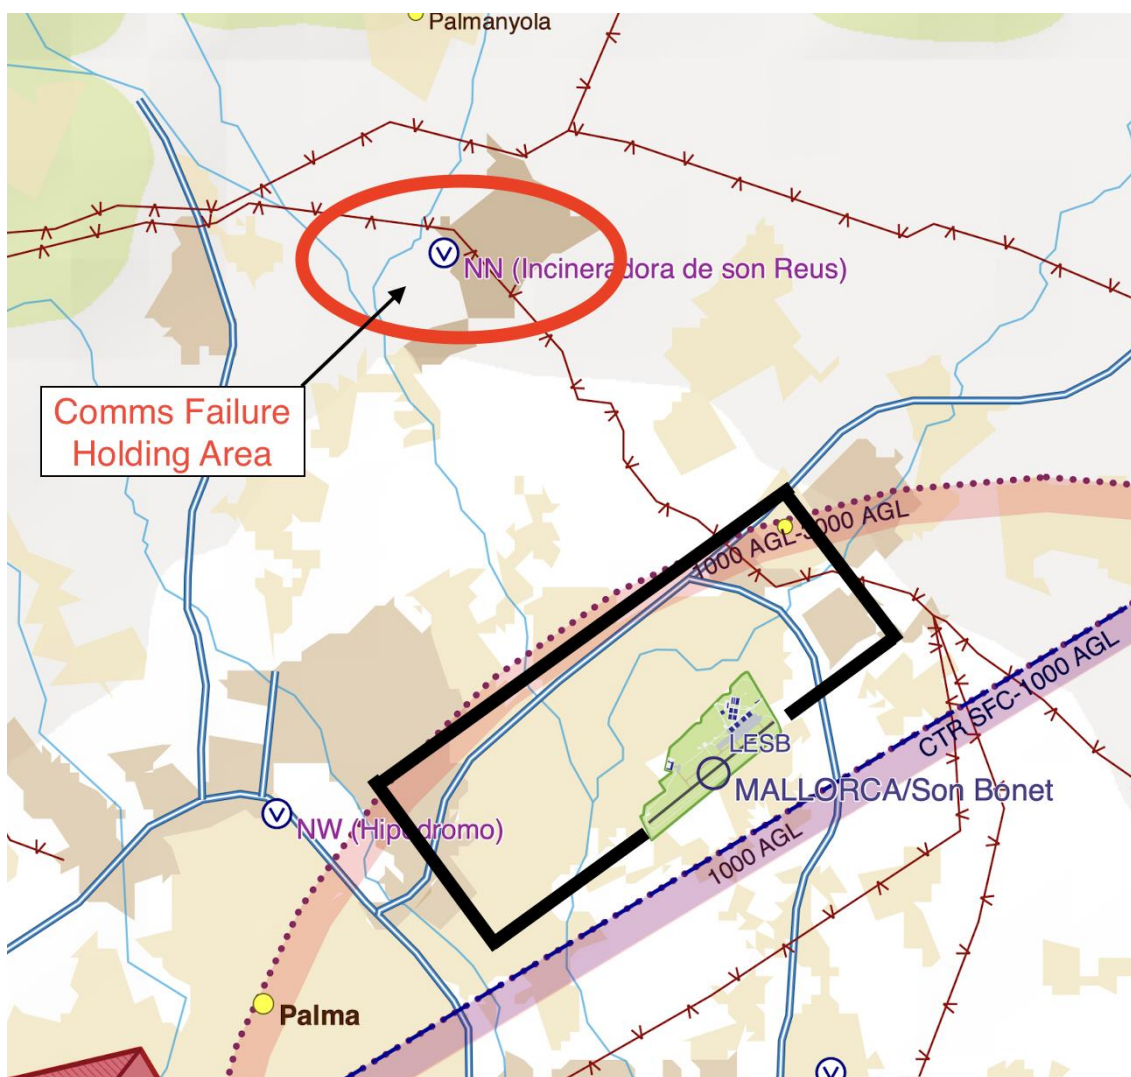 Palmanyola
NN (Incineradora de son Reus)
Comms Failure
Holding Area
1000 AGL-3000 AGL
CTR SFC-1000 AGL
LESB
MALLORCA/Son Bonet
NW (Hipodromo)
1000 AGL
Palma